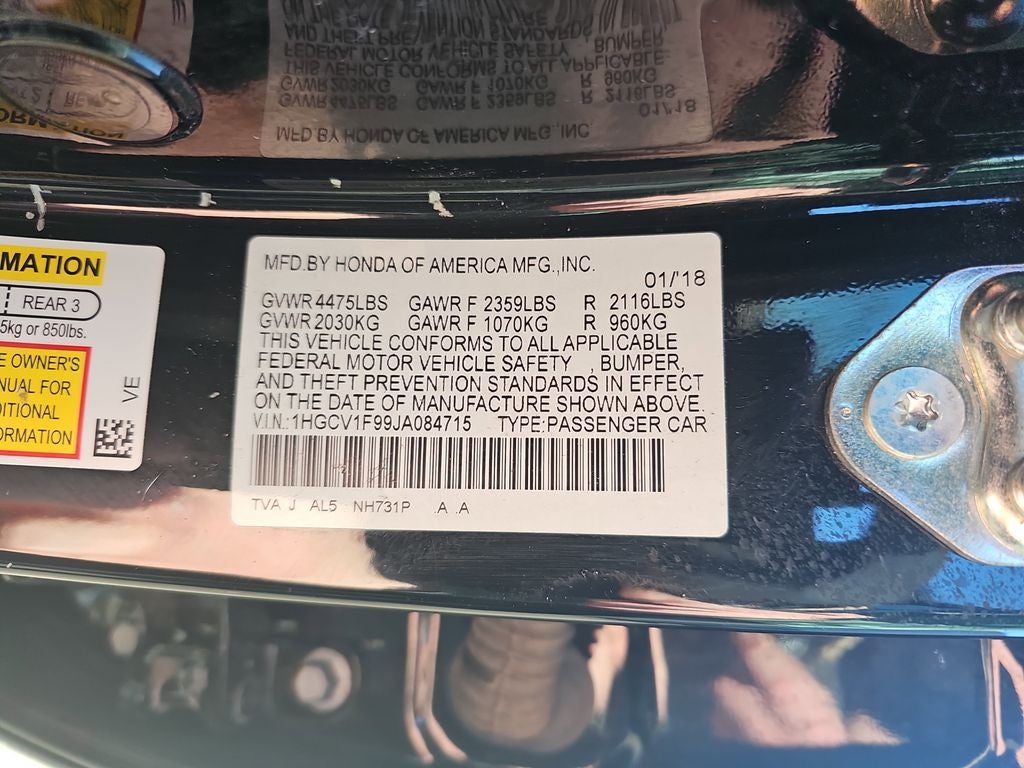 MATION
REAR 3
5kg or 850lbs.
E OWNER'S
NUAL FOR
DITIONAL
FORMATION
VE
MFD.BY HONDA OF AMERICA MFG.,INC.
01/'18
GVWR 4475LBS GAWR F 2359LBS R 2116LBS
GVWR 2030KG GAWR F 1070KG R 960KG
THIS VEHICLE CONFORMS TO ALL APPLICABLE
FEDERAL MOTOR VEHICLE SAFETY , BUMPER,
AND THEFT PREVENTION STANDARDS IN EFFECT
ON THE DATE OF MANUFACTURE SHOWN ABOVE.
V.I.N.:1HGCV1F99JA084715 TYPE:PASSENGER CAR
TVA J AL5 NH731P .A .A